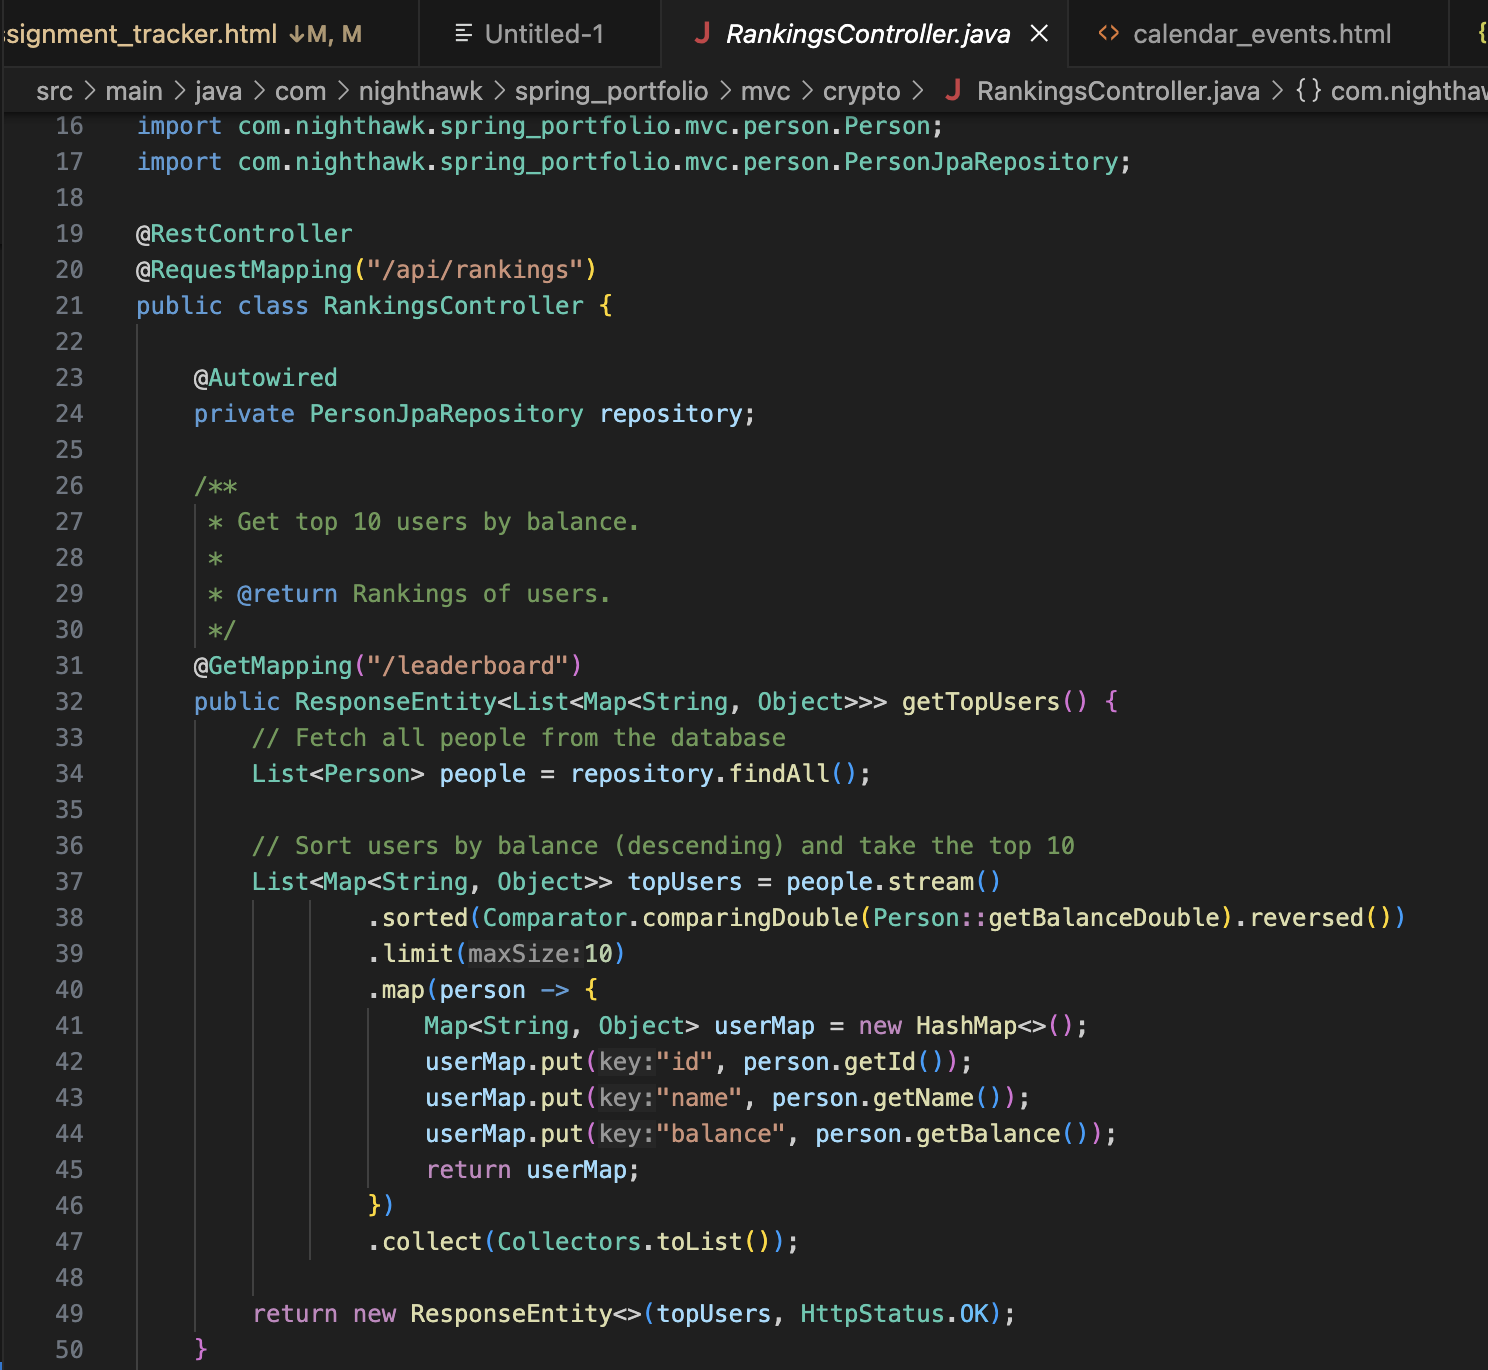 ssignment_tracker.html ↓M, M Untitled-1 J RankingsController.java × <> calendar_events.html {
src > main > java > com > nighthawk > spring_portfolio > mvc > crypto > J RankingsController.java > {} com.nighthaw
16 import com.nighthawk.spring_portfolio.mvc.person.Person;
17 import com.nighthawk.spring_portfolio.mvc.person.PersonJpaRepository;
18
19 @RestController
20 @RequestMapping("/api/rankings")
21 public class RankingsController {
22
23 @Autowired
24 private PersonJpaRepository repository;
25
26 /**
27 * Get top 10 users by balance.
28 *
29 * @return Rankings of users.
30 */
31 @GetMapping("/leaderboard")
32 public ResponseEntity<List<Map<String, Object>>> getTopUsers() {
33 // Fetch all people from the database
34 List<Person> people = repository.findAll();
35
36 // Sort users by balance (descending) and take the top 10
37 List<Map<String, Object>> topUsers = people.stream()
38 .sorted(Comparator.comparingDouble(Person::getBalanceDouble).reversed())
39 .limit(maxSize:10)
40 .map(person -> {
41 Map<String, Object> userMap = new HashMap<>();
42 userMap.put(key:"id", person.getId());
43 userMap.put(key:"name", person.getName());
44 userMap.put(key:"balance", person.getBalance());
45 return userMap;
46 })
47 .collect(Collectors.toList());
48
49 return new ResponseEntity<>(topUsers, HttpStatus.OK);
50 }